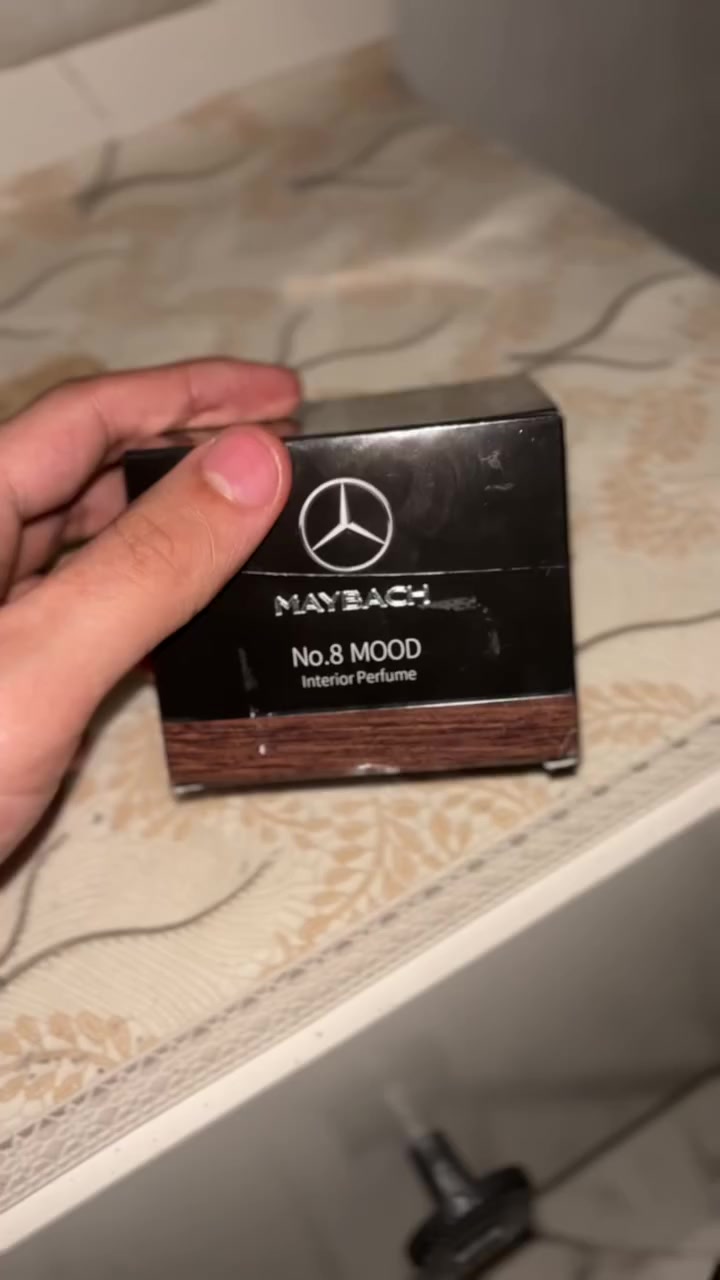 MAYBACH
No.8 MOOD
Interior Perfume